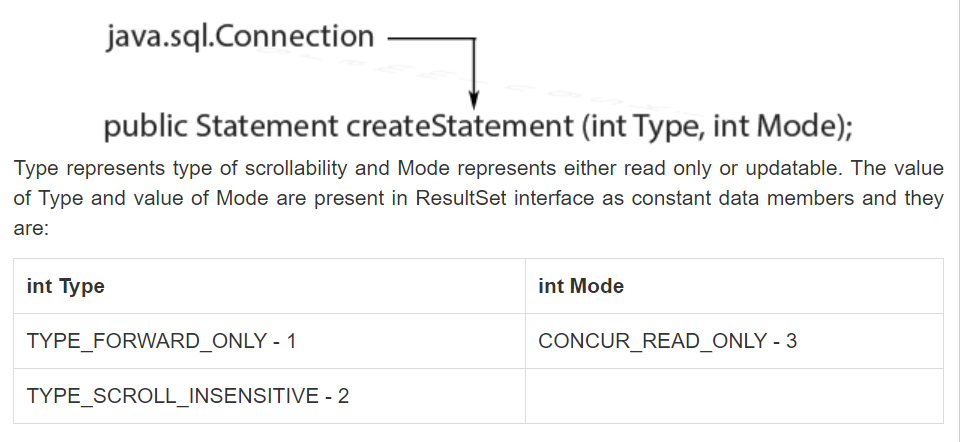 java.sql.Connection
public Statement createStatement (int Type, int Mode);
Type represents type of scrollability and Mode represents either read only or updatable. The value
of Type and value of Mode are present in ResultSet interface as constant data members and they
are:
int Type int Mode
TYPE_FORWARD_ONLY - 1 CONCUR_READ_ONLY - 3
TYPE_SCROLL_INSENSITIVE - 2